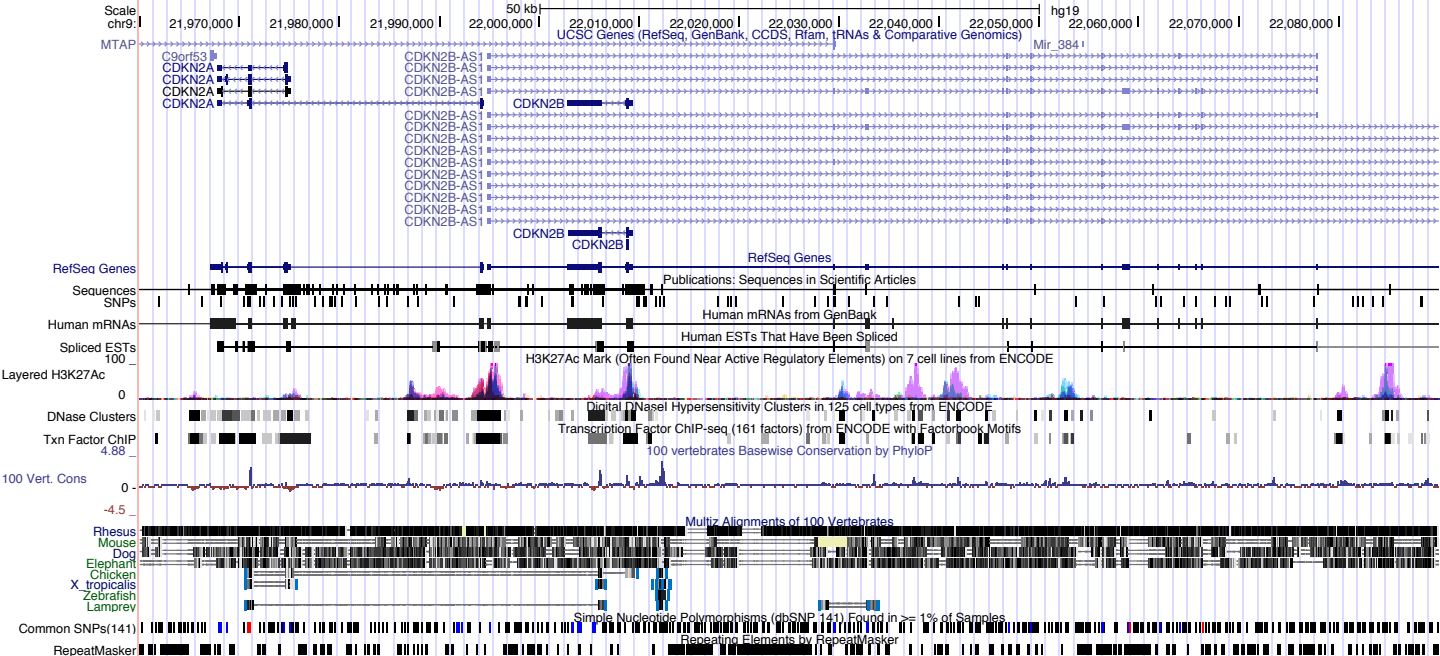 Scale 50 kb hg19
chr9: 21,970,000 21,980,000 21,990,000 22,000,000 22,010,000 22,020,000 22,030,000 22,040,000 22,050,000 22,060,000 22,070,000 22,080,000
UCSC Genes (RefSeq, GenBank, CCDS, Rfam, tRNAs & Comparative Genomics)
MTAP Mir_384
C9orf53 CDKN2B-AS1
CDKN2A CDKN2B-AS1
CDKN2A CDKN2B-AS1
CDKN2A CDKN2B-AS1
CDKN2A CDKN2B
CDKN2B-AS1
CDKN2B-AS1
CDKN2B-AS1
CDKN2B-AS1
CDKN2B-AS1
CDKN2B-AS1
CDKN2B-AS1
CDKN2B-AS1
CDKN2B-AS1
CDKN2B-AS1
CDKN2B
CDKN2B
RefSeq Genes
RefSeq Genes
Publications: Sequences in Scientific Articles
Sequences
SNPs
Human mRNAs from GenBank
Human mRNAs
Human ESTs That Have Been Spliced
Spliced ESTs
H3K27Ac Mark (Often Found Near Active Regulatory Elements) on 7 cell lines from ENCODE
100 _
Layered H3K27Ac
0
Digital DNaseI Hypersensitivity Clusters in 125 cell types from ENCODE
DNase Clusters
Transcription Factor ChIP-seq (161 factors) from ENCODE with Factorbook Motifs
Txn Factor ChIP
100 vertebrates Basewise Conservation by PhyloP
4.88 _
100 Vert. Cons
0 -
-4.5 _
Multiz Alignments of 100 Vertebrates
Rhesus
Mouse
Dog
Elephant
Chicken
X_tropicalis
Zebrafish
Lamprey
Simple Nucleotide Polymorphisms (dbSNP 141) Found in >= 1% of Samples
Common SNPs(141)
Repeating Elements by RepeatMasker
RepeatMasker